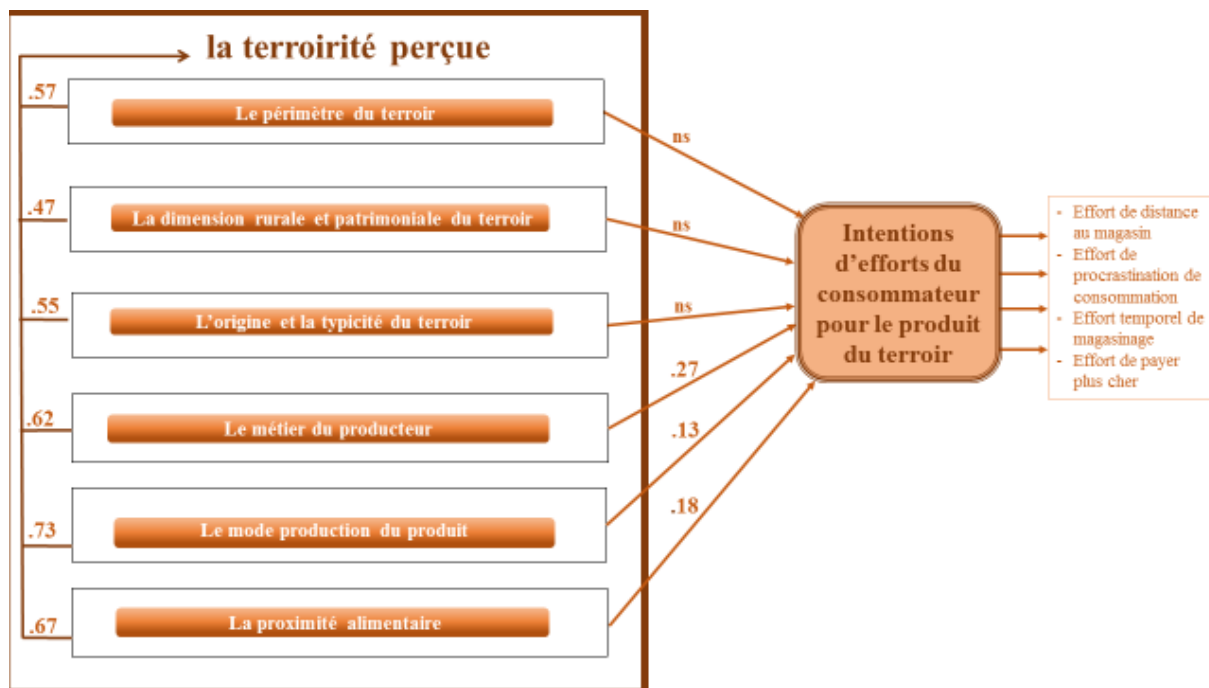 la terroirité perçue
.57
Le périmètre du terroir
ns
.47
La dimension rurale et patrimoniale du terroir
ns
.55
L'origine et la typicité du terroir
ns
.62
Le métier du producteur
.27
.73
Le mode production du produit
.13
.67
La proximité alimentaire
.18
Intentions
d'efforts du
consommateur
pour le produit
du terroir
- Effort de distance
au magasin
- Effort de
procrastination de
consommation
- Effort temporel de
magasinage
- Effort de payer
plus cher